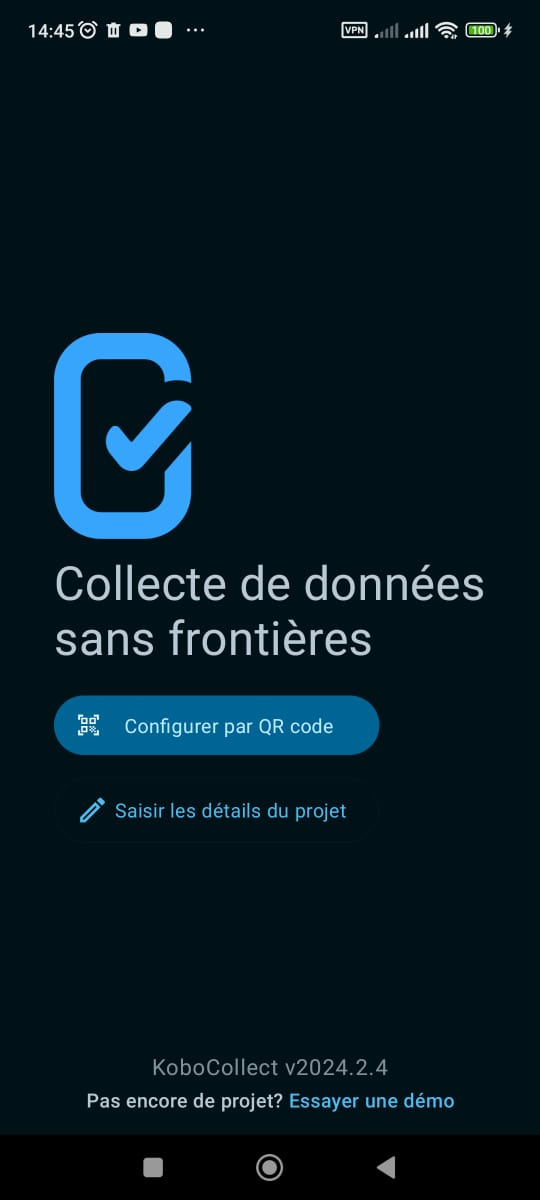 14:45
VPN
100
Collecte de données
sans frontières
Configurer par QR code
Saisir les détails du projet
KoboCollect v2024.2.4
Pas encore de projet? Essayer une démo